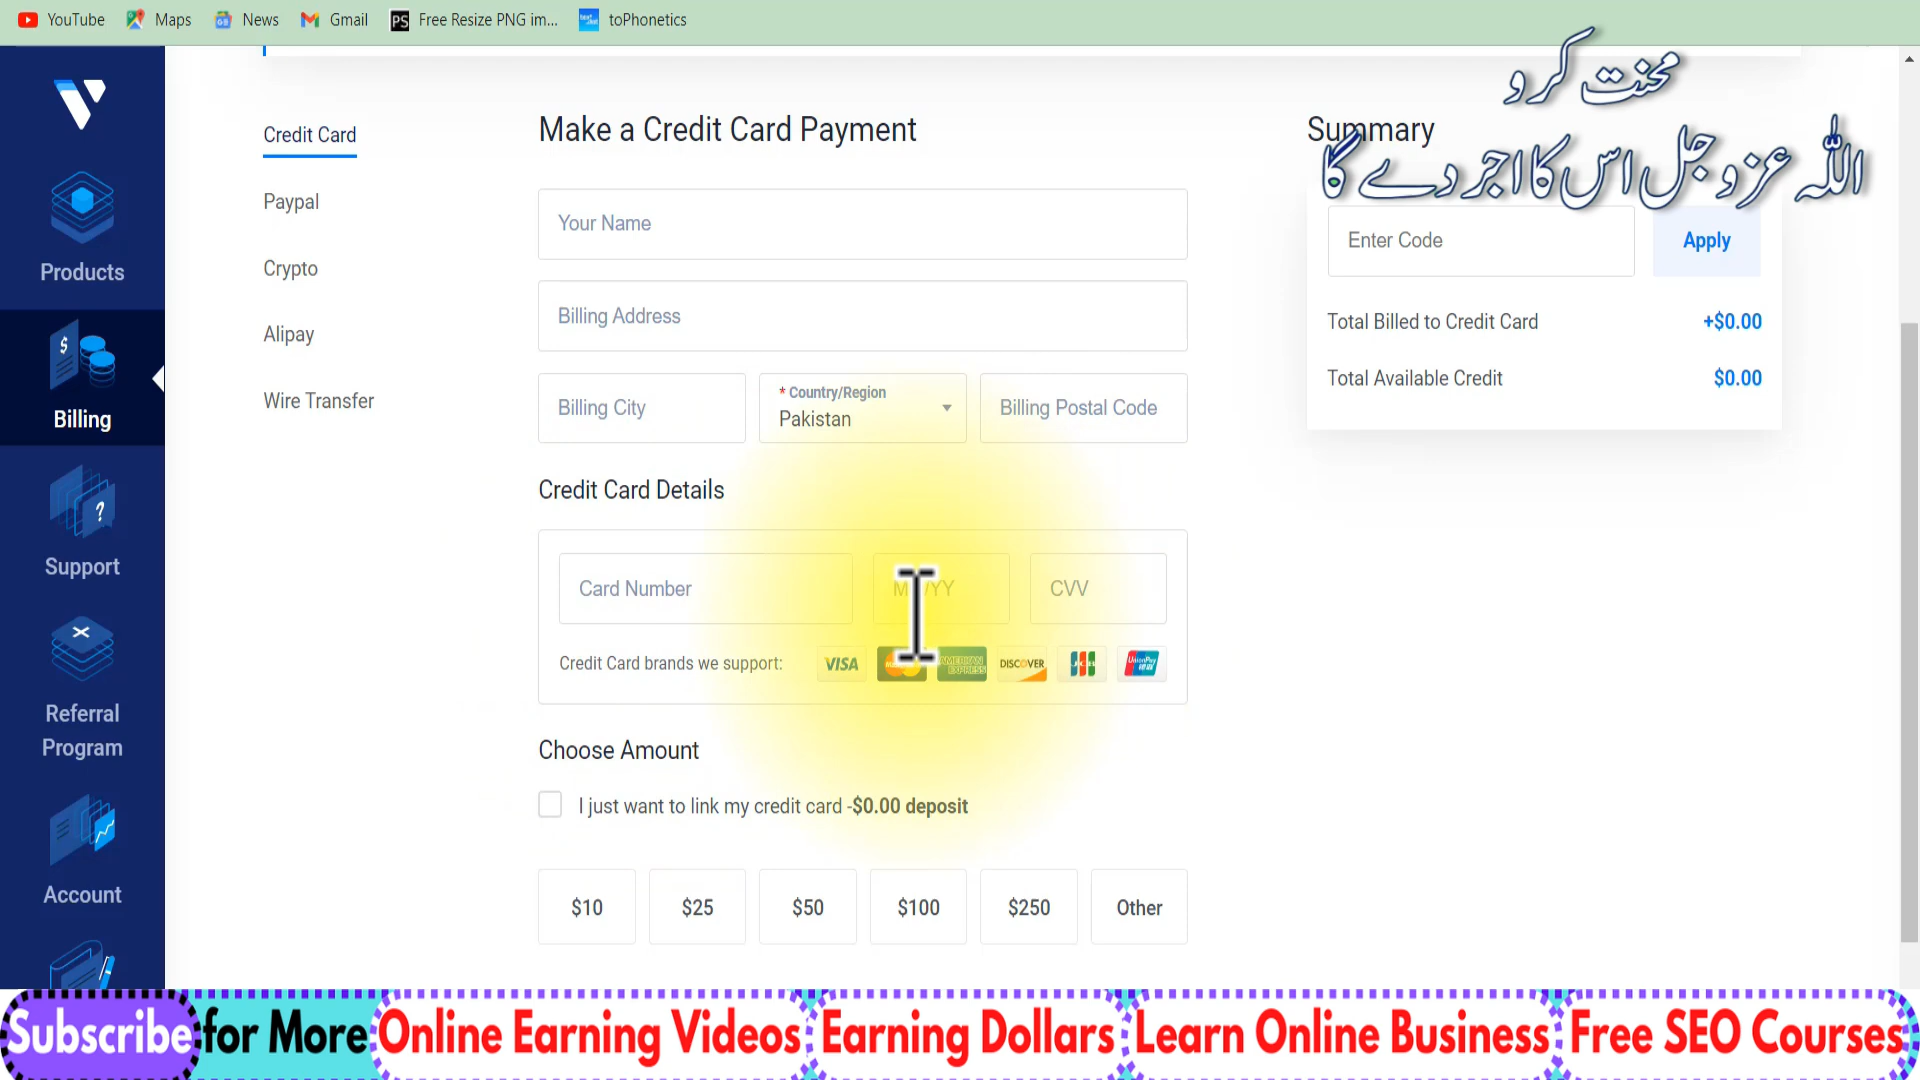 YouTube Maps News Gmail Free Resize PNG im... toPhonetics
محنت کرو
اللہ عزوجل اس کا اجر دے گا
Credit Card
Paypal
Crypto
Alipay
Wire Transfer
Products
Billing
Support
Referral
Program
Account
Make a Credit Card Payment
Your Name
Billing Address
Billing City
* Country/Region
Pakistan
Billing Postal Code
Credit Card Details
Card Number
CVV
Credit Card brands we support: VISA AMERICAN EXPRESS DISCOVER JCB UnionPay
Choose Amount
I just want to link my credit card -$0.00 deposit
$10 $25 $50 $100 $250 Other
Summary
Enter Code Apply
Total Billed to Credit Card +$0.00
Total Available Credit $0.00
Subscribe for More Online Earning Videos Earning Dollars Learn Online Business Free SEO Courses